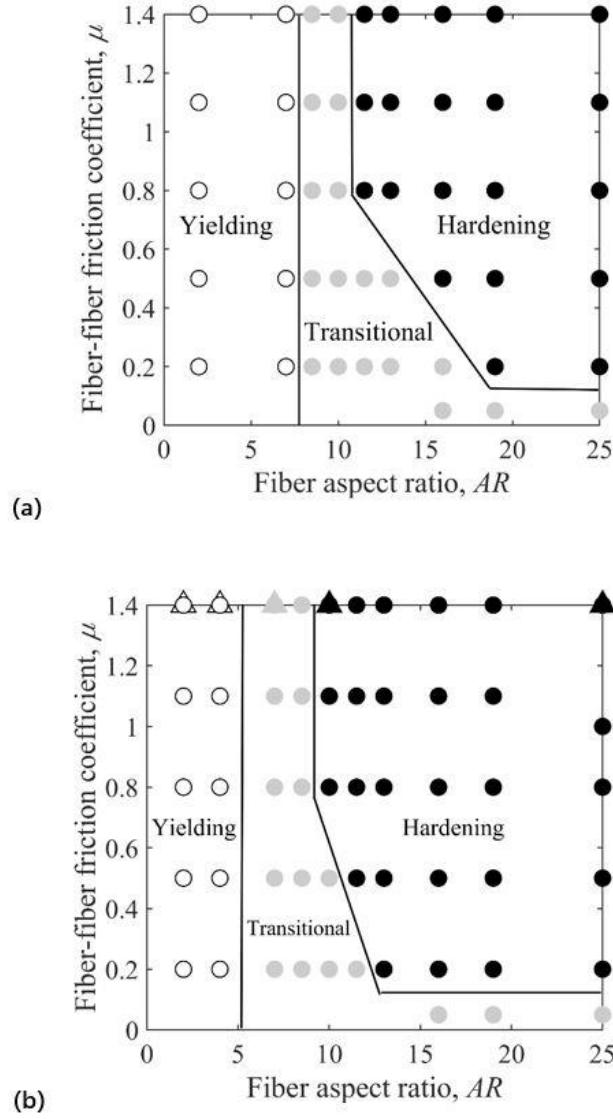 1.4
1.2
1
0.8
0.6
0.4
0.2
0
Fiber-fiber friction coefficient, μ
Yielding
Hardening
Transitional
0 5 10 15 20 25
Fiber aspect ratio, AR
(a)
1.4
1.2
1
0.8
0.6
0.4
0.2
0
Fiber-fiber friction coefficient, μ
Yielding
Hardening
Transitional
0 5 10 15 20 25
Fiber aspect ratio, AR
(b)